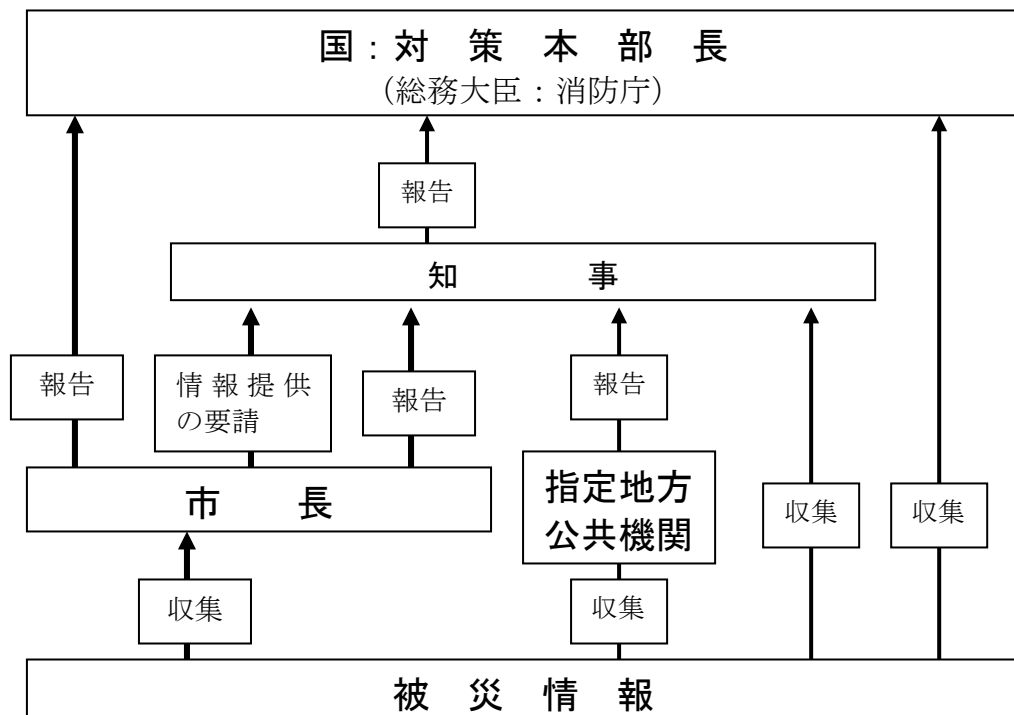 国：対　策　本　部　長
（総務大臣：消防庁）
報告
知　　　事
報告
情報提供
の要請
報告
報告
市　　長
指定地方
公共機関
収集
収集
収集
収集
被　災　情　報